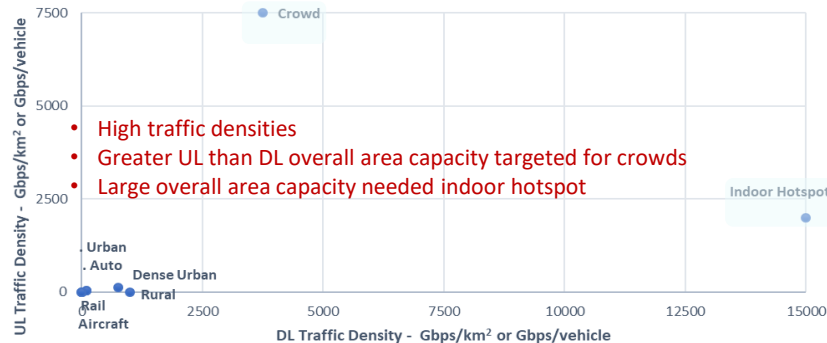 7500
Crowd
5000
• High traffic densities
• Greater UL than DL overall area capacity targeted for crowds
• Large overall area capacity needed indoor hotspot
2500
Indoor Hotspot
. Urban
. Auto
Dense Urban
0
Rural
Rail
Aircraft
0 2500 5000 7500 10000 12500 15000
UL Traffic Density - Gbps/km² or Gbps/vehicle
DL Traffic Density - Gbps/km² or Gbps/vehicle